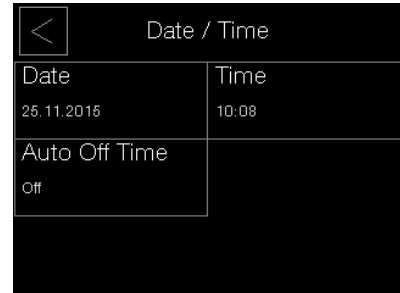 Date / Time
Date
Time
25.11.2015
10:08
Auto Off Time
Off